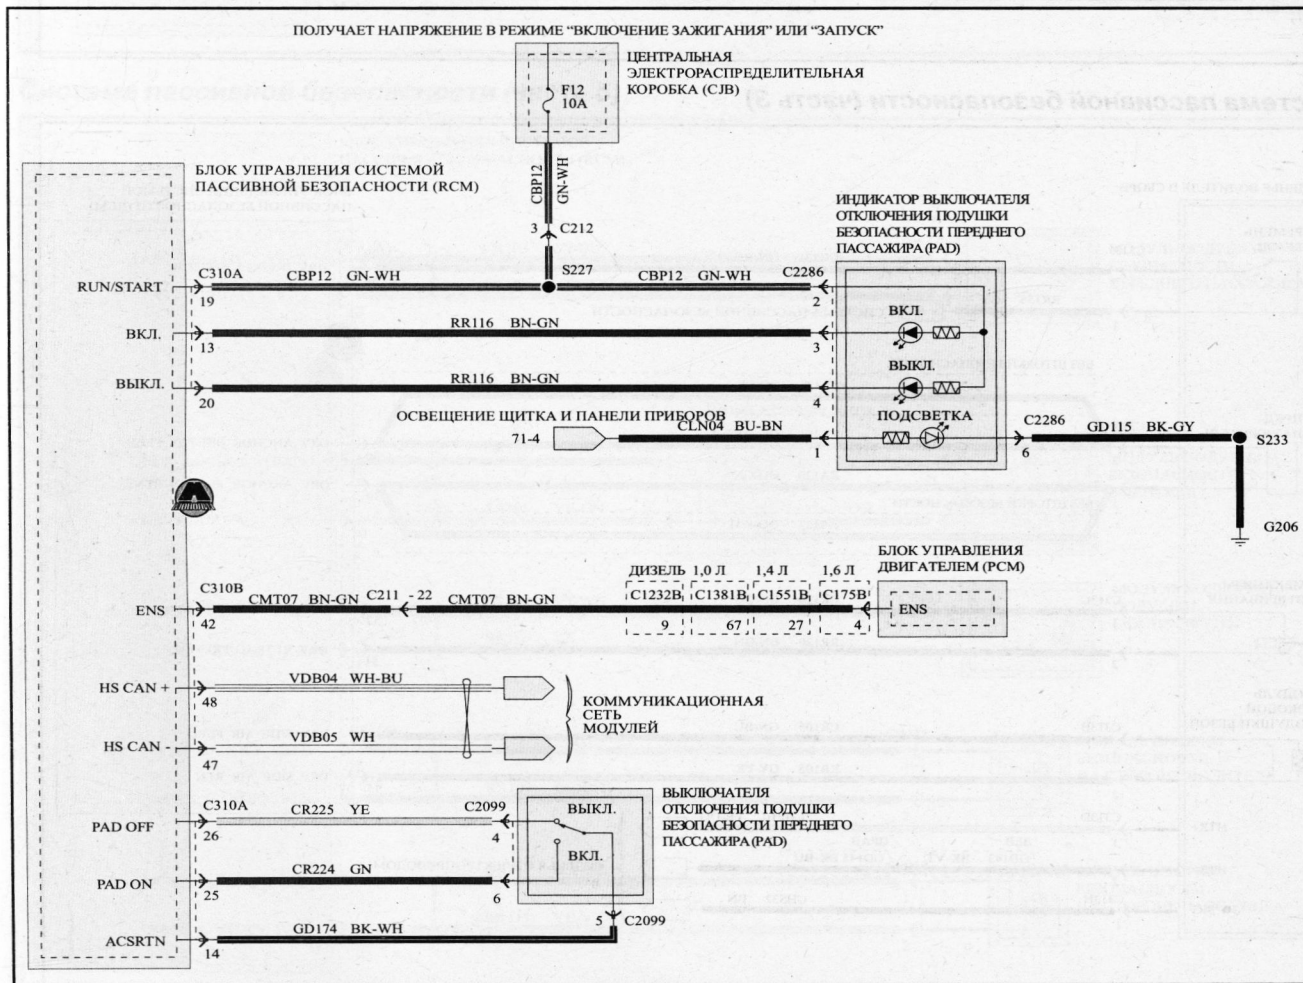 ПОЛУЧАЕТ НАПРЯЖЕНИЕ В РЕЖИМЕ “ВКЛЮЧЕНИЕ ЗАЖИГАНИЯ” ИЛИ “ЗАПУСК”
ЦЕНТРАЛЬНАЯ
ЭЛЕКТРОРАСПРЕДЕЛИТЕЛЬНАЯ
КОРОБКА (CJB)
F12
10A
CBP12
GN-WH
3 C212
S227
БЛОК УПРАВЛЕНИЯ СИСТЕМОЙ
ПАССИВНОЙ БЕЗОПАСНОСТИ (RCM)
ИНДИКАТОР ВЫКЛЮЧАТЕЛЯ
ОТКЛЮЧЕНИЯ ПОДУШКИ
БЕЗОПАСНОСТИ ПЕРЕДНЕГО
ПАССАЖИРА (PAD)
C310A CBP12 GN-WH CBP12 GN-WH C2286
RUN/START
19 2
RR116 BN-GN ВКЛ.
ВКЛ.
13 3
RR116 BN-GN ВЫКЛ.
ВЫКЛ.
20 4
ОСВЕЩЕНИЕ ЩИТКА И ПАНЕЛИ ПРИБОРОВ ПОДСВЕТКА
71-4 CLN04 BU-BN C2286 GD115 BK-GY S233
1 6
G206
БЛОК УПРАВЛЕНИЯ
ДВИГАТЕЛЕМ (PCM)
ДИЗЕЛЬ 1,0 Л 1,4 Л 1,6 Л
C310B CMT07 BN-GN C211 - 22 CMT07 BN-GN C1232B C1381B C1551B C175B
ENS ENS
42 9 67 27 4
VDB04 WH-BU
HS CAN +
48
КОММУНИКАЦИОННАЯ
СЕТЬ
МОДУЛЕЙ
VDB05 WH
HS CAN -
47
ВЫКЛЮЧАТЕЛЯ
ОТКЛЮЧЕНИЯ ПОДУШКИ
БЕЗОПАСНОСТИ ПЕРЕДНЕГО
ПАССАЖИРА (PAD)
C310A CR225 YE C2099 ВЫКЛ.
PAD OFF
26 4
ВКЛ.
CR224 GN
PAD ON
25 6
5 C2099
GD174 BK-WH
ACSRTN
14